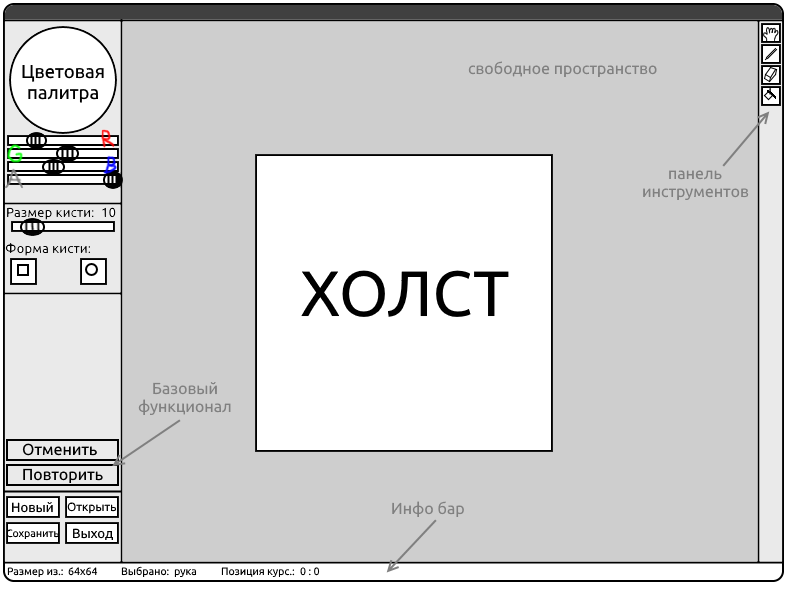 Цветовая
палитра
R
G
B
A
Размер кисти: 10
Форма кисти:
свободное пространство
панель
инструментов
ХОЛСТ
Базовый
функционал
Отменить
Повторить
Новый Открыть
Сохранить Выход
Инфо бар
Размер из.: 64x64 Выбрано: рука Позиция курс.: 0 : 0